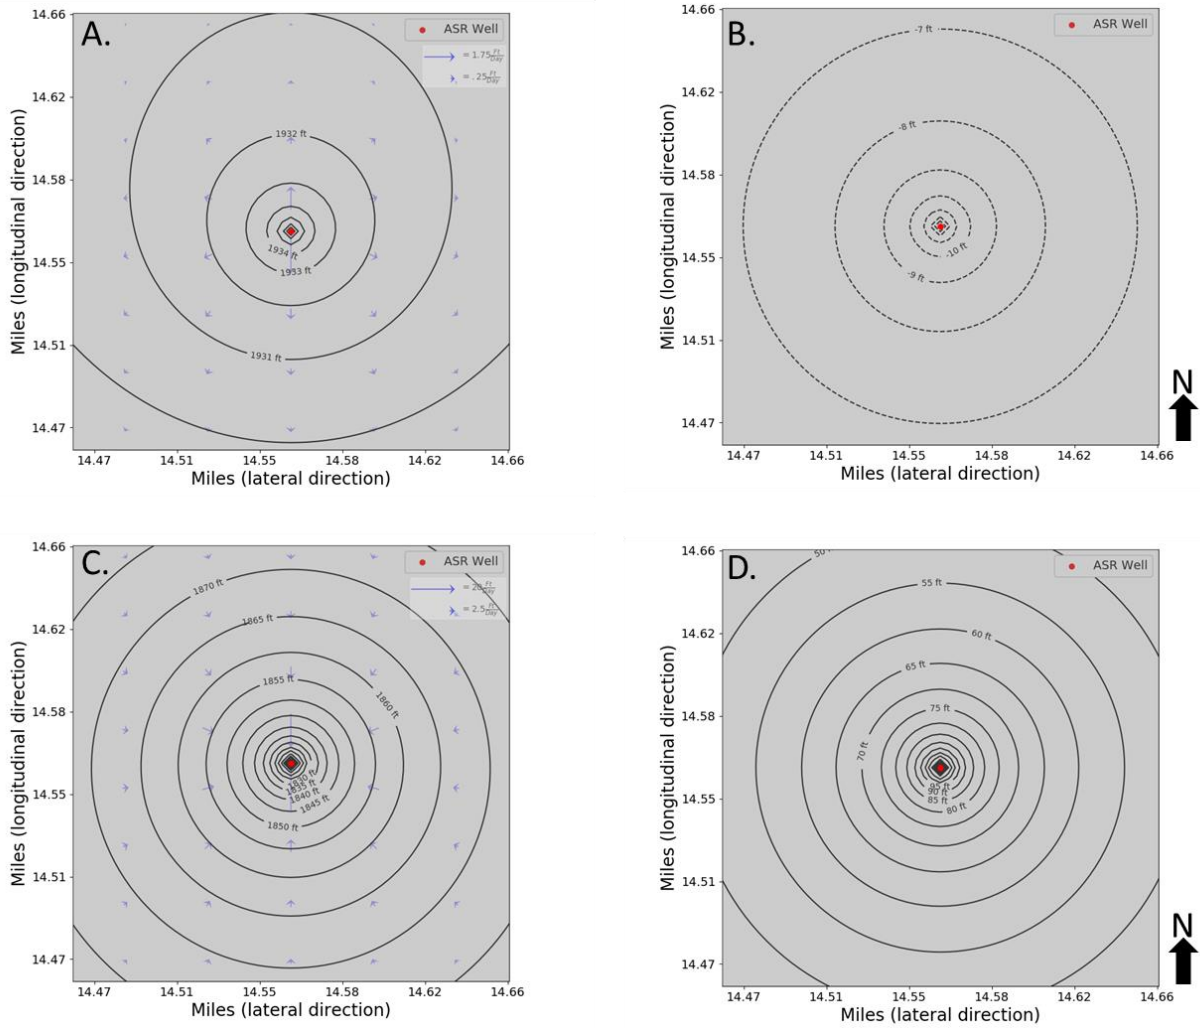 A.
ASR Well
= 1.75 Ft/Day
= .25 Ft/Day
1932 ft
1934 ft
1933 ft
1931 ft
14.66
14.62
14.58
14.55
14.51
14.47
Miles (longitudinal direction)
14.47 14.51 14.55 14.58 14.62 14.66
Miles (lateral direction)
B.
ASR Well
-7 ft
-8 ft
-10 ft
-9 ft
14.66
14.62
14.58
14.55
14.51
14.47
Miles (longitudinal direction)
14.47 14.51 14.55 14.58 14.62 14.66
Miles (lateral direction)
N
C.
ASR Well
= 20 Ft/Day
= 2.5 Ft/Day
1870 ft
1865 ft
1855 ft
1860 ft
1830 ft
1835 ft
1840 ft
1845 ft
1850 ft
14.66
14.62
14.58
14.55
14.51
14.47
Miles (longitudinal direction)
14.47 14.51 14.55 14.58 14.62 14.66
Miles (lateral direction)
D.
ASR Well
50
55 ft
60 ft
65 ft
75 ft
70 ft
95 ft
90 ft
85 ft
80 ft
14.66
14.62
14.58
14.55
14.51
14.47
Miles (longitudinal direction)
14.47 14.51 14.55 14.58 14.62 14.66
Miles (lateral direction)
N